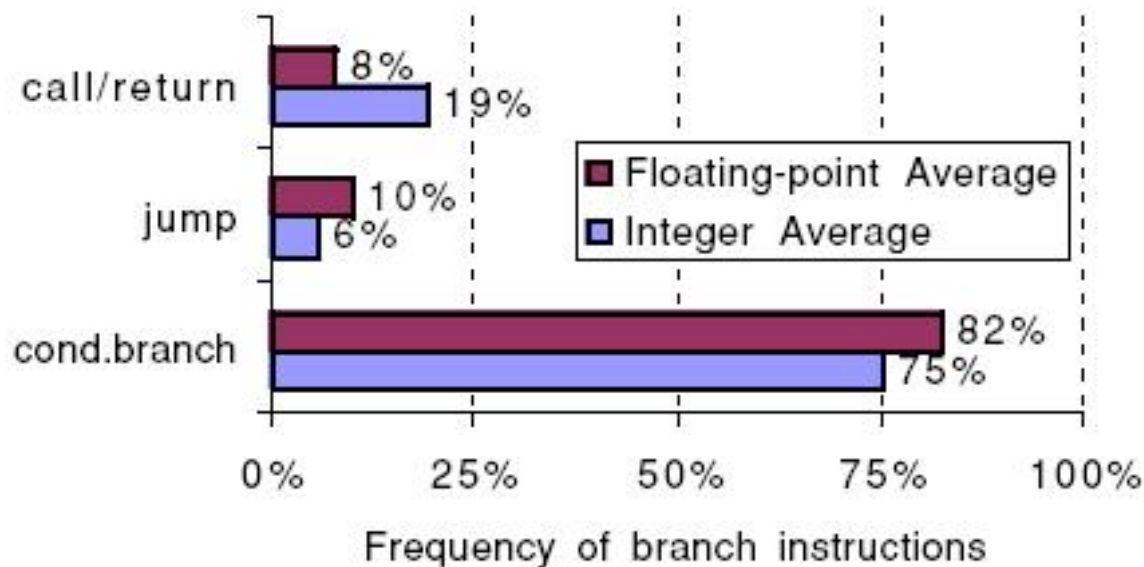 8%
call/return
19%
Floating-point Average
10%
jump
6%
Integer Average
82%
cond.branch
75%
0% 25% 50% 75% 100%
Frequency of branch instructions